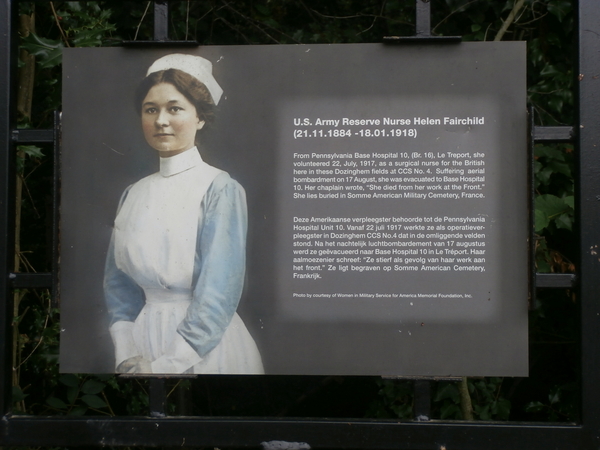 U.S. Army Reserve Nurse Helen Fairchild
(21.11.1884 -18.01.1918)
From Pennsylvania Base Hospital 10, (Br. 16), Le Treport, she
volunteered 22, July, 1917, as a surgical nurse for the British
here in these Dozinghem fields at CCS No. 4. Suffering aerial
bombardment on 17 August, she was evacuated to Base Hospital
10. Her chaplain wrote, “She died from her work at the Front.”
She lies buried in Somme American Military Cemetery, France.
Deze Amerikaanse verpleegster behoorde tot de Pennsylvania
Hospital Unit 10. Vanaf 22 juli 1917 werkte ze als operatiever-
pleegster in Dozinghem CCS No.4 dat in de omliggende velden
stond. Na het nachtelijk luchtbombardement van 17 augustus
werd ze geëvacueerd naar Base Hospital 10 in Le Tréport. Haar
aalmoezenier schreef: “Ze stierf als gevolg van haar werk aan
het front.” Ze ligt begraven op Somme American Cemetery,
Frankrijk.
Photo by courtesy of Women in Military Service for America Memorial Foundation, Inc.